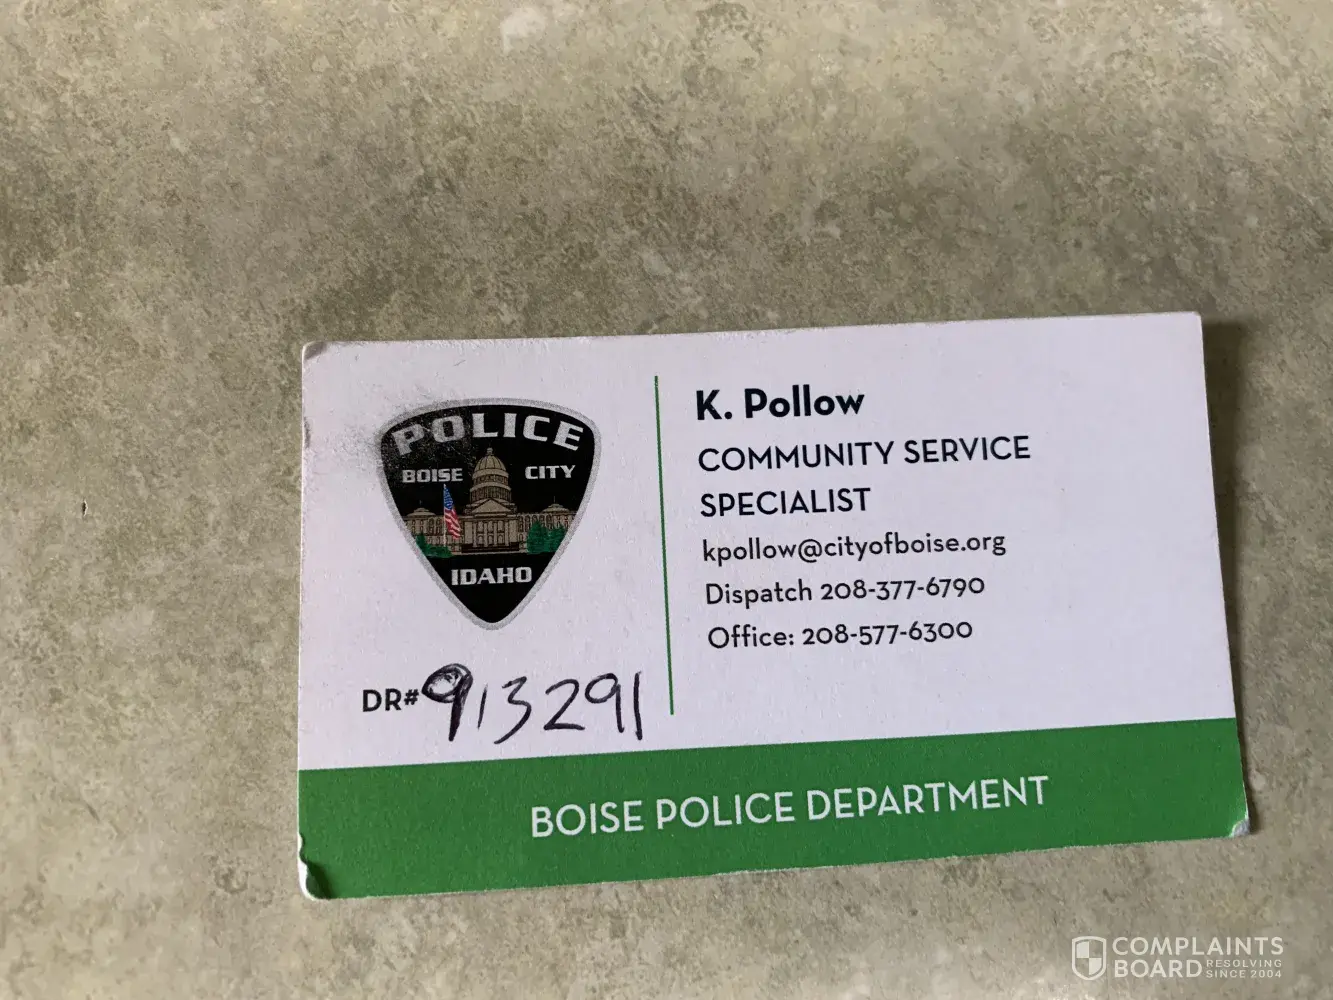 POLICE
BOISE CITY
IDAHO
DR# 913291
K. Pollow
COMMUNITY SERVICE
SPECIALIST
kpollow@cityofboise.org
Dispatch 208-377-6790
Office: 208-577-6300
BOISE POLICE DEPARTMENT
COMPLAINTS
BOARD RESOLVING
SINCE 2004